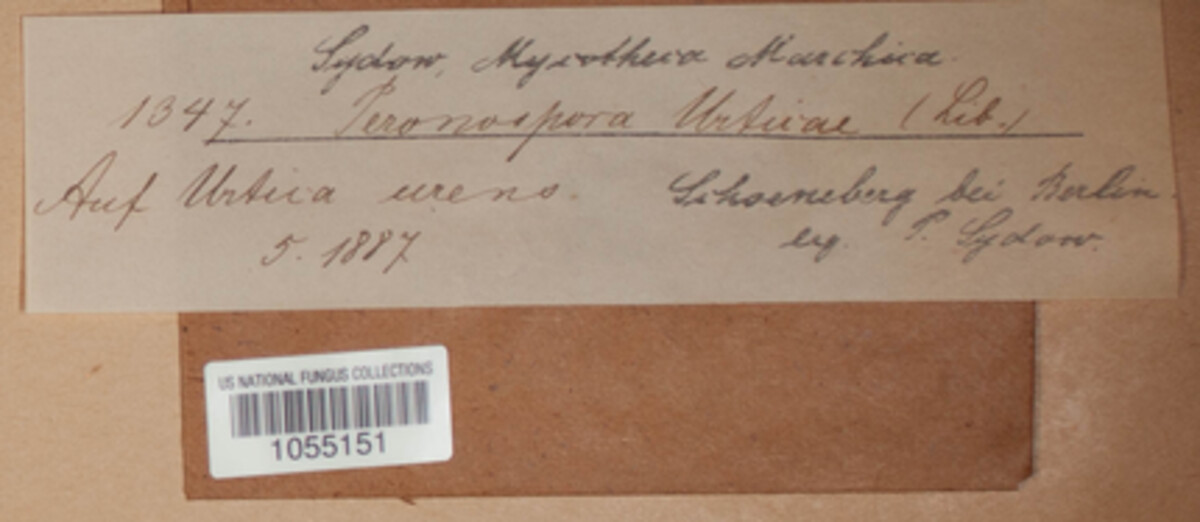 Sydow, Mycotheca Marchica.
1347. Peronospora Urticae (Lib.)
Auf Urtica urens. Schoeneberg bei Berlin.
5. 1887 leg. P. Sydow.
US NATIONAL FUNGUS COLLECTIONS
1055151